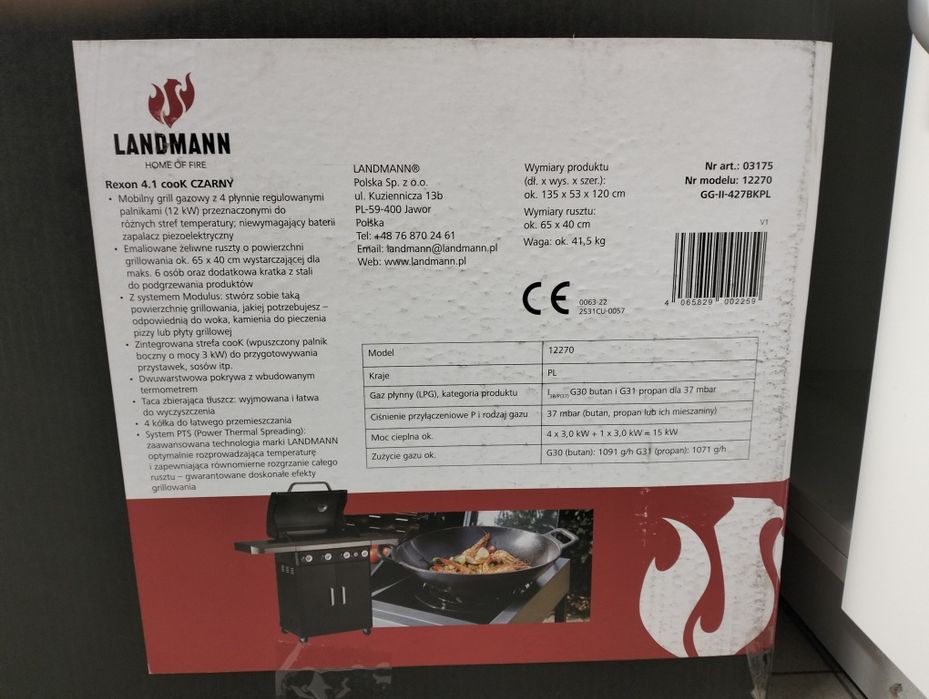 LANDMANN
HOME OF FIRE
Rexon 4.1 cooK CZARNY
• Mobilny grill gazowy z 4 płynnie regulowanymi
palnikami (12 kW) przeznaczonymi do
różnych stref temperatury; niewymagający baterii
zapalacz piezoelektryczny
• Emaliowane żeliwne ruszty o powierzchni
grillowania ok. 65 x 40 cm wystarczającej dla
maks. 6 osób oraz dodatkowa kratka z stali
do podgrzewania produktów
• Z systemem Modulus: stwórz sobie taką
powierzchnię grillowania, jakiej potrzebujesz –
odpowiednią do woka, kamienia do pieczenia
pizzy lub płyty grillowej
• Zintegrowana strefa cooK (wpuszczony palnik
boczny o mocy 3 kW) do przygotowywania
przystawek, sosów itp.
• Dwuwarstwowa pokrywa z wbudowanym
termometrem
• Taca zbierająca tłuszcz: wyjmowana i łatwa
do wyczyszczenia
• 4 kółka do łatwego przemieszczania
• System PTS (Power Thermal Spreading):
zaawansowana technologia marki LANDMANN
optymalnie rozprowadzająca temperaturę
i zapewniająca równomierne rozgrzanie całego
rusztu – gwarantowane doskonałe efekty
grillowania
LANDMANN®
Polska Sp. z o.o.
ul. Kuziennicza 13b
PL-59-400 Jawor
Polska
Tel: +48 76 870 24 61
Email: landmann@landmann.pl
Web: www.landmann.pl
Wymiary produktu
(dł. x wys. x szer.):
ok. 135 x 53 x 120 cm
Wymiary rusztu:
ok. 65 x 40 cm
Waga: ok. 41,5 kg
Nr art.: 03175
Nr modelu: 12270
GG-II-427BKPL
V1
4 065829 002259
CE 0063-22
2531CU-0057
Model 12270
Kraje PL
Gaz płynny (LPG), kategoria produktu I3B/P(37) G30 butan i G31 propan dla 37 mbar
Ciśnienie przyłączeniowe P i rodzaj gazu 37 mbar (butan, propan lub ich mieszaniny)
Moc cieplna ok. 4 x 3,0 kW + 1 x 3,0 kW = 15 kW
Zużycie gazu ok. G30 (butan): 1091 g/h G31 (propan): 1071 g/h